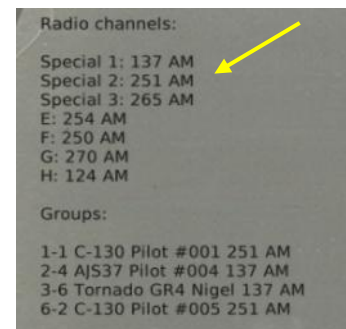 Radio channels:
Special 1: 137 AM
Special 2: 251 AM
Special 3: 265 AM
E: 254 AM
F: 250 AM
G: 270 AM
H: 124 AM
Groups:
1-1 C-130 Pilot #001 251 AM
2-4 AJS37 Pilot #004 137 AM
3-6 Tornado GR4 Nigel 137 AM
6-2 C-130 Pilot #005 251 AM